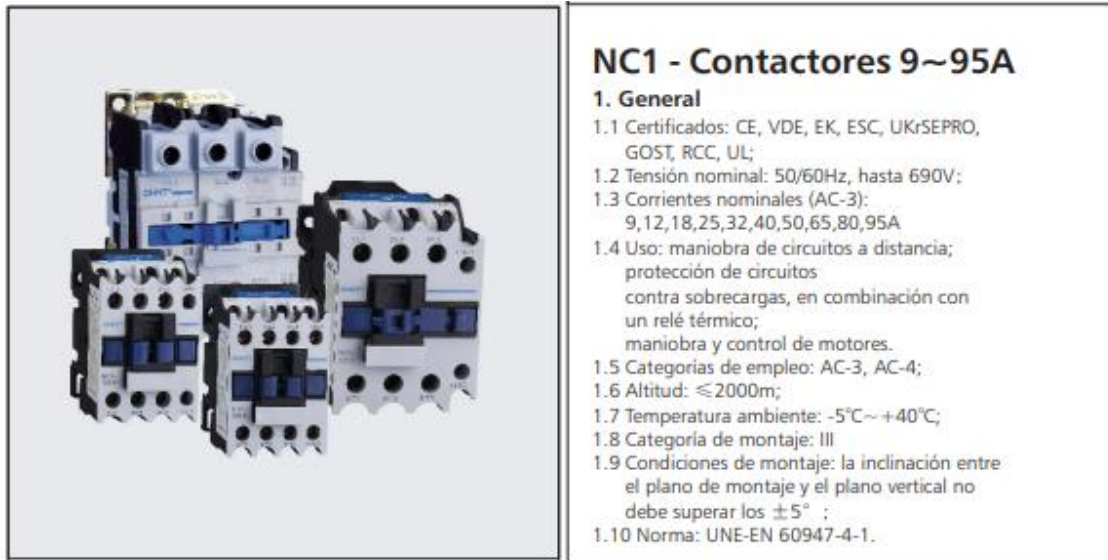 NC1 - Contactores 9~95A
1. General
1.1 Certificados: CE, VDE, EK, ESC, UKrSEPRO,
GOST, RCC, UL;
1.2 Tensión nominal: 50/60Hz, hasta 690V;
1.3 Corrientes nominales (AC-3):
9,12,18,25,32,40,50,65,80,95A
1.4 Uso: maniobra de circuitos a distancia;
protección de circuitos
contra sobrecargas, en combinación con
un relé térmico;
maniobra y control de motores.
1.5 Categorías de empleo: AC-3, AC-4;
1.6 Altitud: ≤2000m;
1.7 Temperatura ambiente: -5℃~+40℃;
1.8 Categoría de montaje: III
1.9 Condiciones de montaje: la inclinación entre
el plano de montaje y el plano vertical no
debe superar los ±5° ;
1.10 Norma: UNE-EN 60947-4-1.